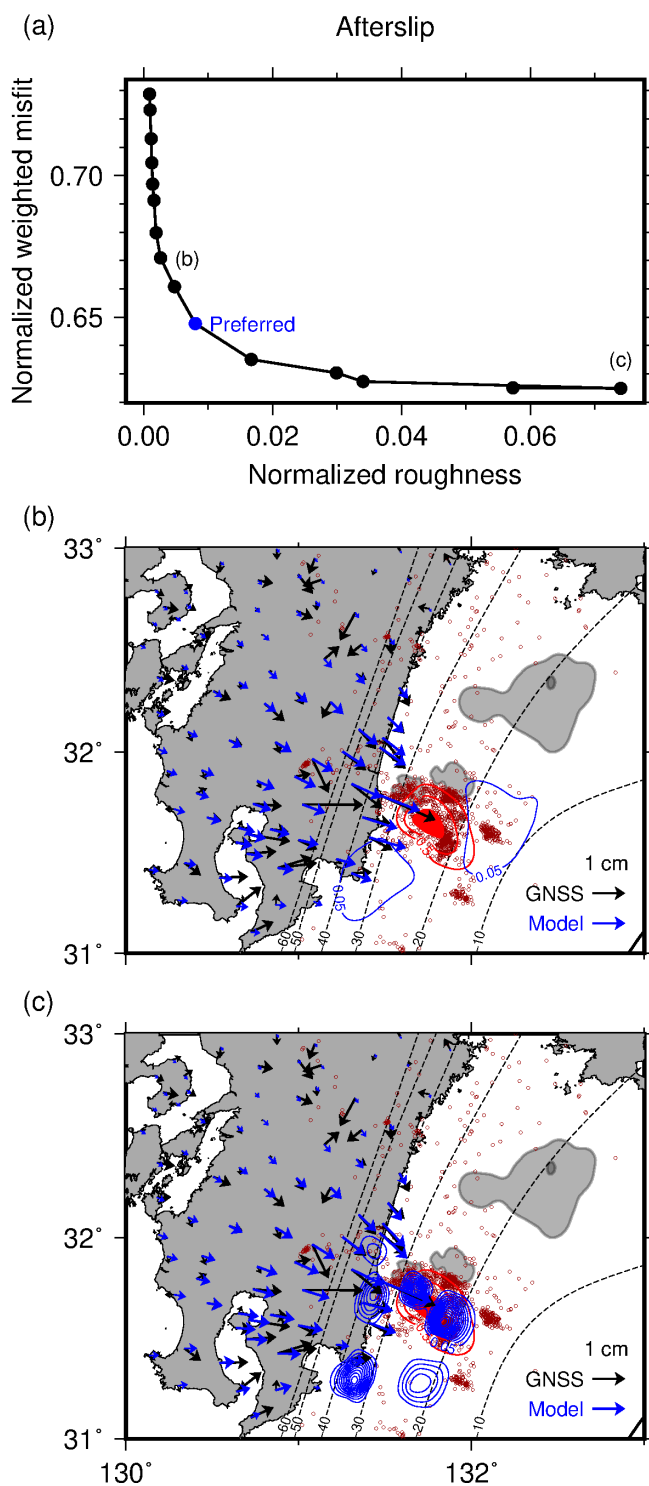 (a)
Afterslip
Normalized weighted misfit
0.70
0.65
(b)
Preferred
(c)
0.00 0.02 0.04 0.06
Normalized roughness
(b)
33°
32°
31°
0.05
0.05
-60 -50 -40 -30 -20 -10
1 cm
GNSS
Model
(c)
33°
32°
31°
-60 -50 -40 -30 -20 -10
1 cm
GNSS
Model
130° 132°